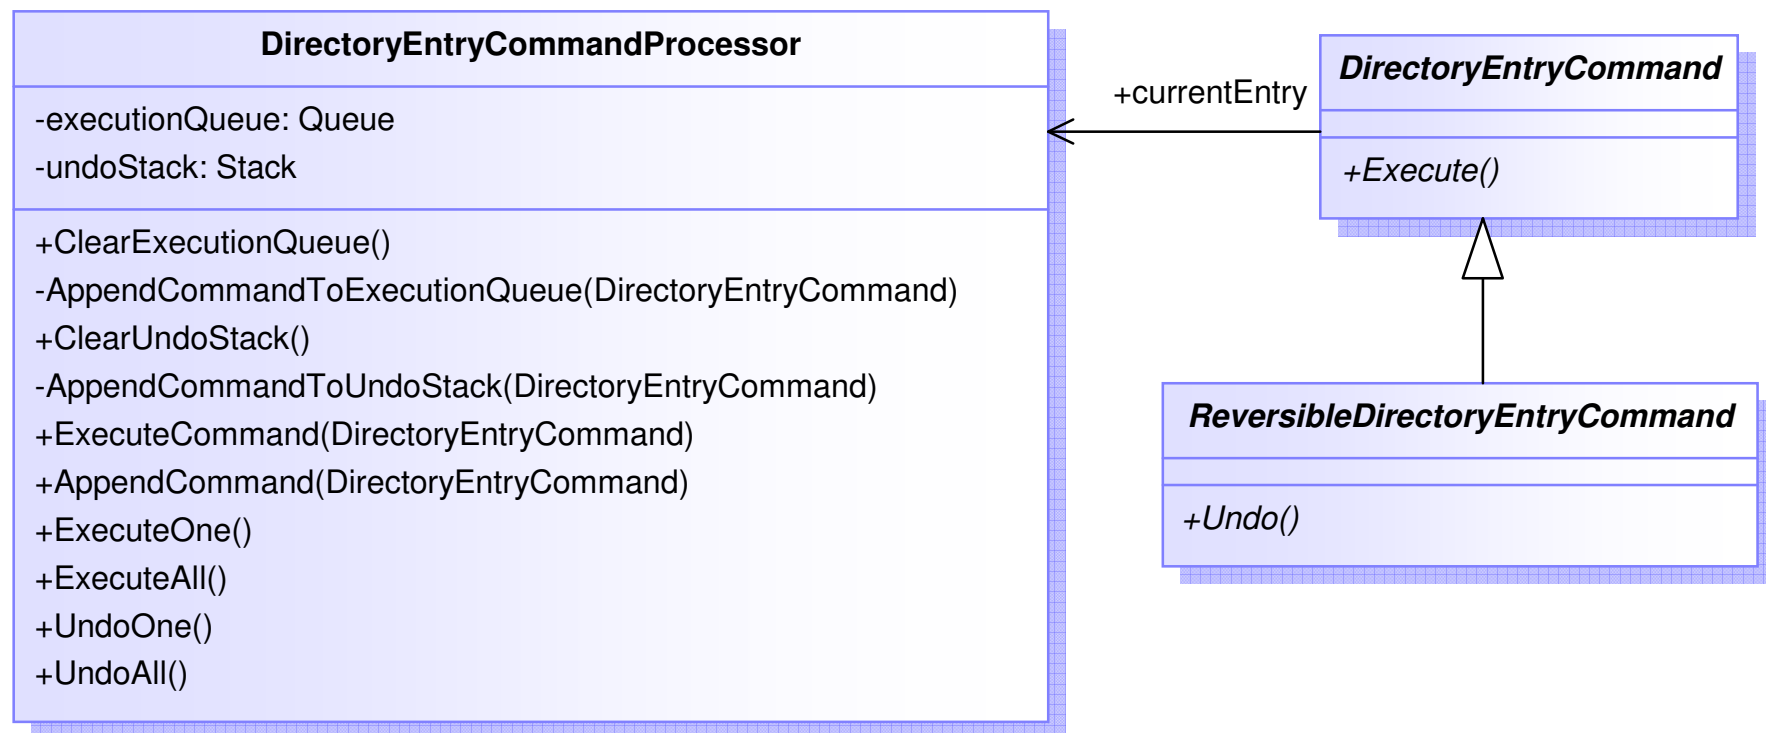 DirectoryEntryCommandProcessor
-executionQueue: Queue
-undoStack: Stack
+ClearExecutionQueue()
-AppendCommandToExecutionQueue(DirectoryEntryCommand)
+ClearUndoStack()
-AppendCommandToUndoStack(DirectoryEntryCommand)
+ExecuteCommand(DirectoryEntryCommand)
+AppendCommand(DirectoryEntryCommand)
+ExecuteOne()
+ExecuteAll()
+UndoOne()
+UndoAll()
+currentEntry
DirectoryEntryCommand
+Execute()
ReversibleDirectoryEntryCommand
+Undo()